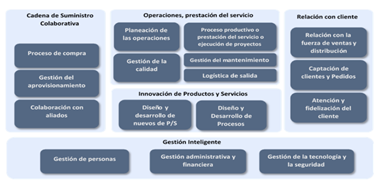 Cadena de Suministro
Colaborativa
Proceso de compra
Gestión del
aprovisionamiento
Colaboración con
aliados
Operaciones, prestación del servicio
Planeación de
las operaciones
Proceso productivo o
prestación del servicio o
ejecución de proyectos
Gestión de la
calidad
Gestión del mantenimiento
Logística de salida
Innovación de Productos y Servicios
Diseño y
desarrollo de
nuevos de P/S
Diseño y
Desarrollo de
Procesos
Relación con cliente
Relación con la
fuerza de ventas y
distribución
Captación de
clientes y Pedidos
Atención y
fidelización del
cliente
Gestión Inteligente
Gestión de personas
Gestión administrativa y
financiera
Gestión de la tecnología y
la seguridad